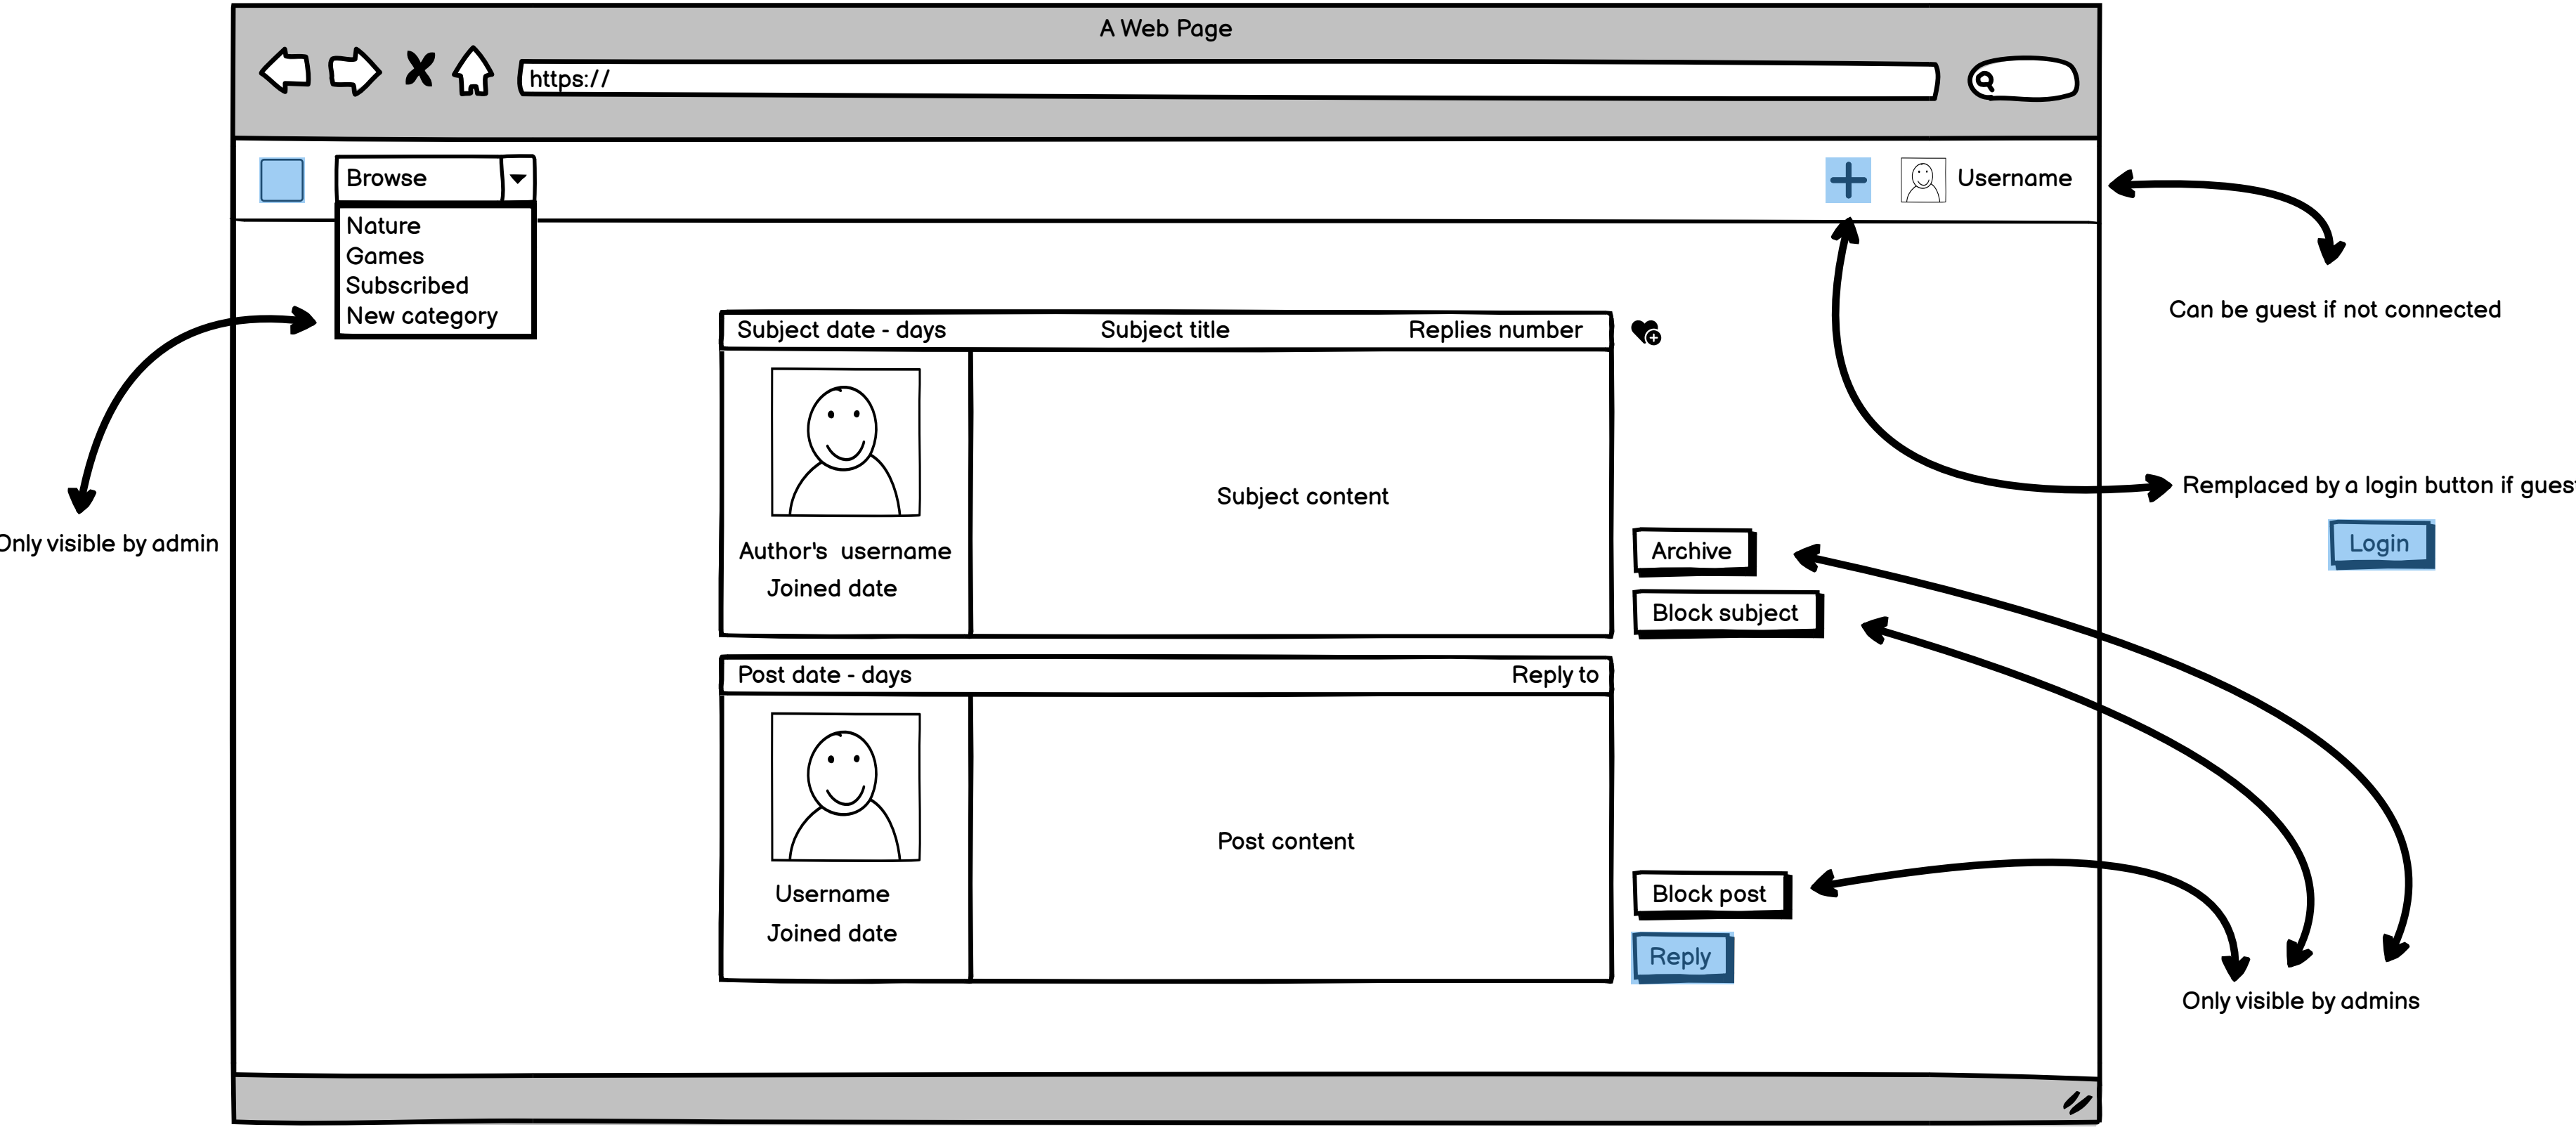 A Web Page
https://
Browse
Username
Nature
Games
Subscribed
New category
Can be guest if not connected
Subject date - days Subject title Replies number
Remplaced by a login button if guest
Subject content
Only visible by admin
Login
Author's username
Archive
Joined date
Block subject
Post date - days Reply to
Post content
Username
Block post
Joined date
Reply
Only visible by admins